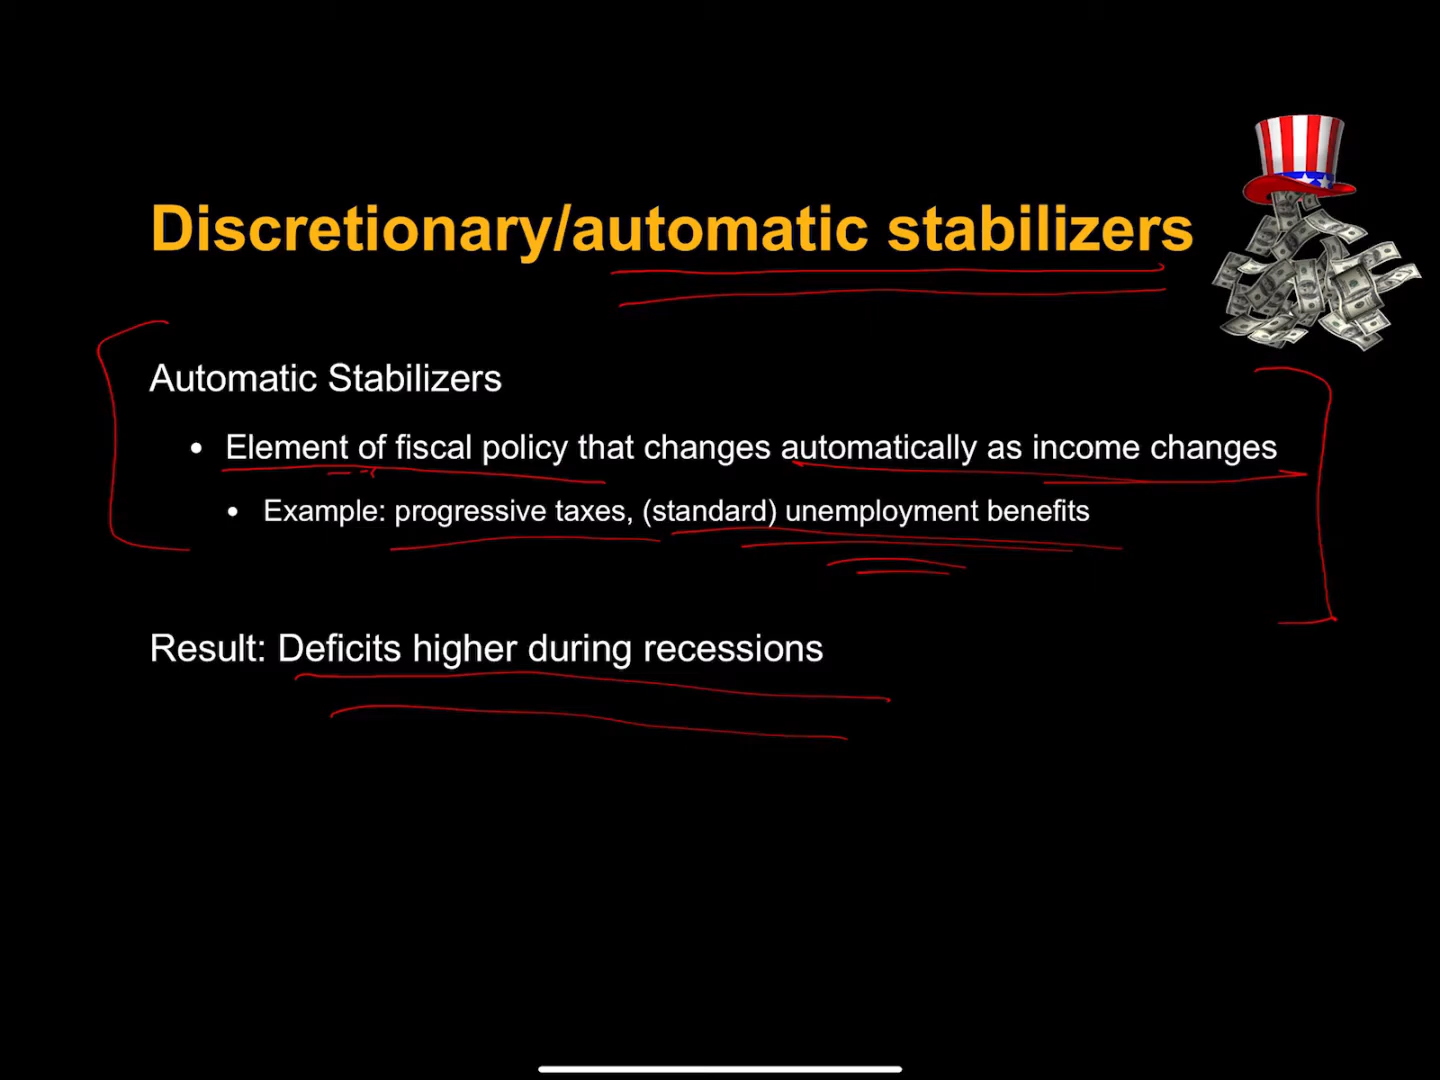 Discretionary/automatic stabilizers
Automatic Stabilizers
• Element of fiscal policy that changes automatically as income changes
• Example: progressive taxes, (standard) unemployment benefits
Result: Deficits higher during recessions